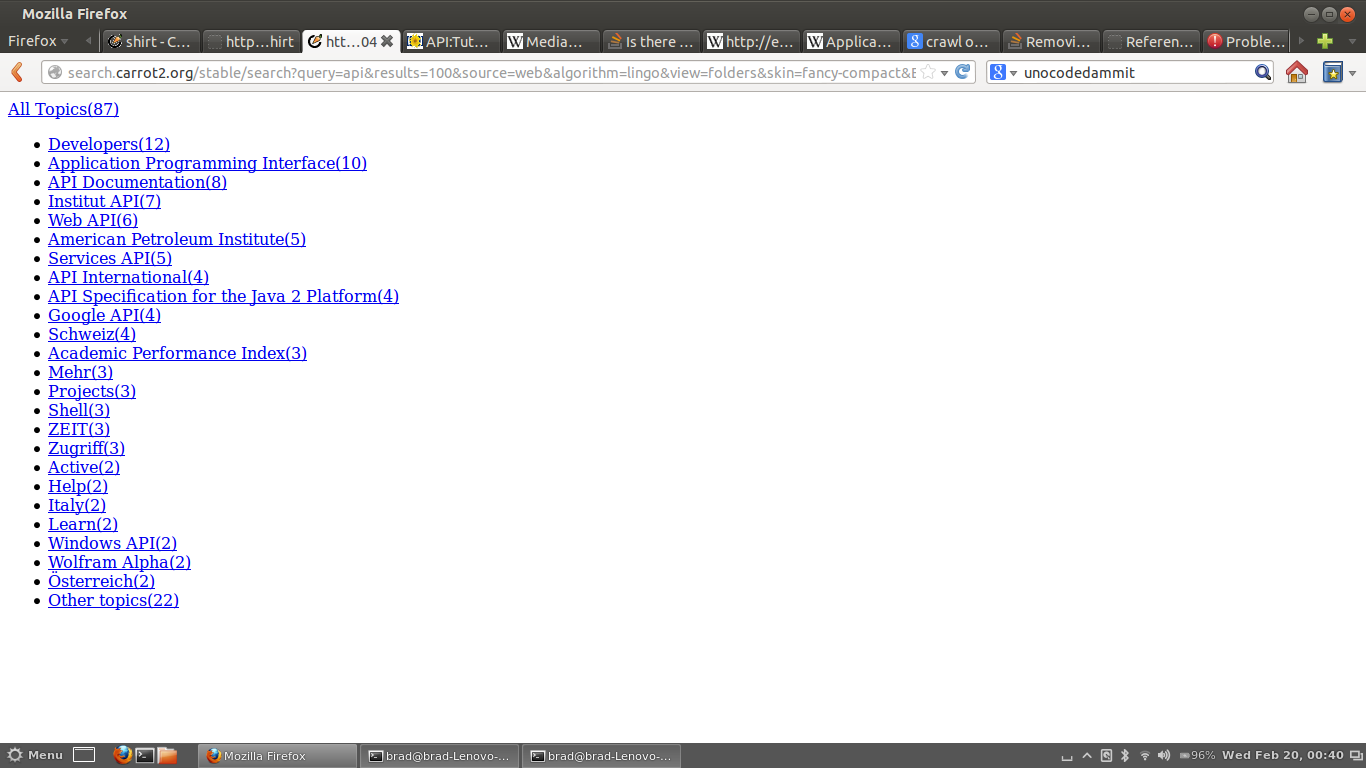 Mozilla Firefox
Firefox
shirt - C...
http...hirt
htt...04
API:Tut...
Media...
Is there ...
http://e...
Applica...
crawl o...
Removi...
Referen...
Proble...
search.carrot2.org/stable/search?query=api&results=100&source=web&algorithm=lingo&view=folders&skin=fancy-compact&E
unocodedammit
All Topics(87)
Developers(12)
Application Programming Interface(10)
API Documentation(8)
Institut API(7)
Web API(6)
American Petroleum Institute(5)
Services API(5)
API International(4)
API Specification for the Java 2 Platform(4)
Google API(4)
Schweiz(4)
Academic Performance Index(3)
Mehr(3)
Projects(3)
Shell(3)
ZEIT(3)
Zugriff(3)
Active(2)
Help(2)
Italy(2)
Learn(2)
Windows API(2)
Wolfram Alpha(2)
Österreich(2)
Other topics(22)
Menu
Mozilla Firefox
brad@brad-Lenovo-...
brad@brad-Lenovo-...
96%
Wed Feb 20, 00:40